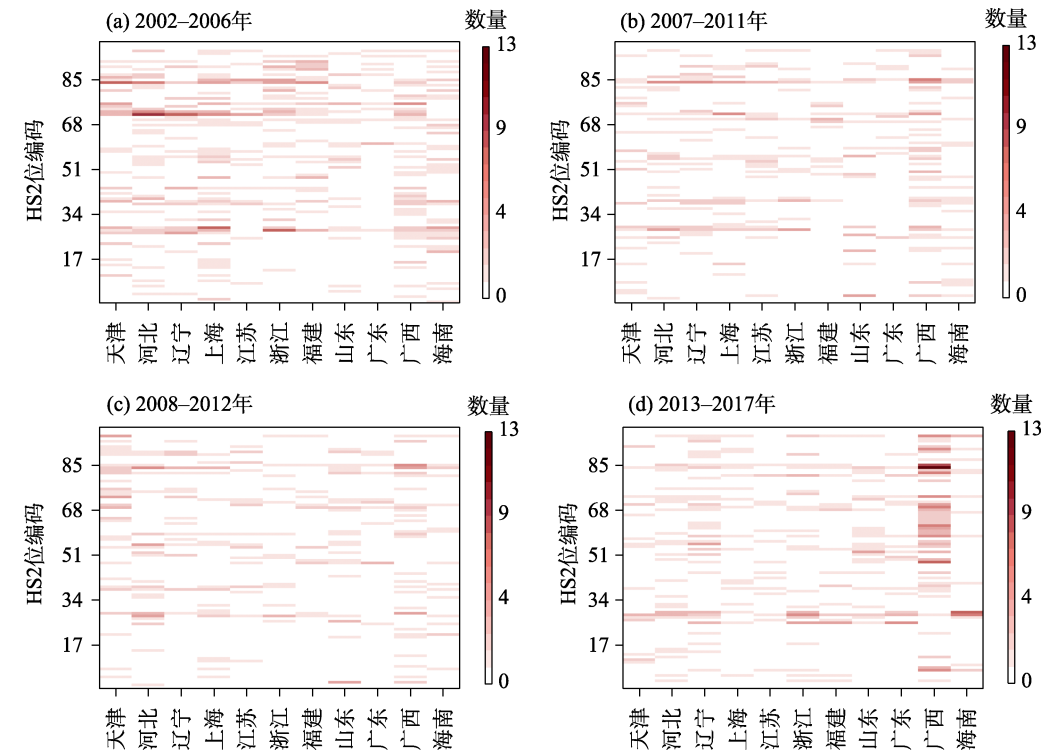 (a) 2002–2006年
数量
13
9
4
0
HS2位编码
85
68
51
34
17
天津
河北
辽宁
上海
江苏
浙江
福建
山东
广东
广西
海南
(b) 2007–2011年
数量
13
9
4
0
HS2位编码
85
68
51
34
17
天津
河北
辽宁
上海
江苏
浙江
福建
山东
广东
广西
海南
(c) 2008–2012年
数量
13
9
4
0
HS2位编码
85
68
51
34
17
天津
河北
辽宁
上海
江苏
浙江
福建
山东
广东
广西
海南
(d) 2013–2017年
数量
13
9
4
0
HS2位编码
85
68
51
34
17
天津
河北
辽宁
上海
江苏
浙江
福建
山东
广东
广西
海南